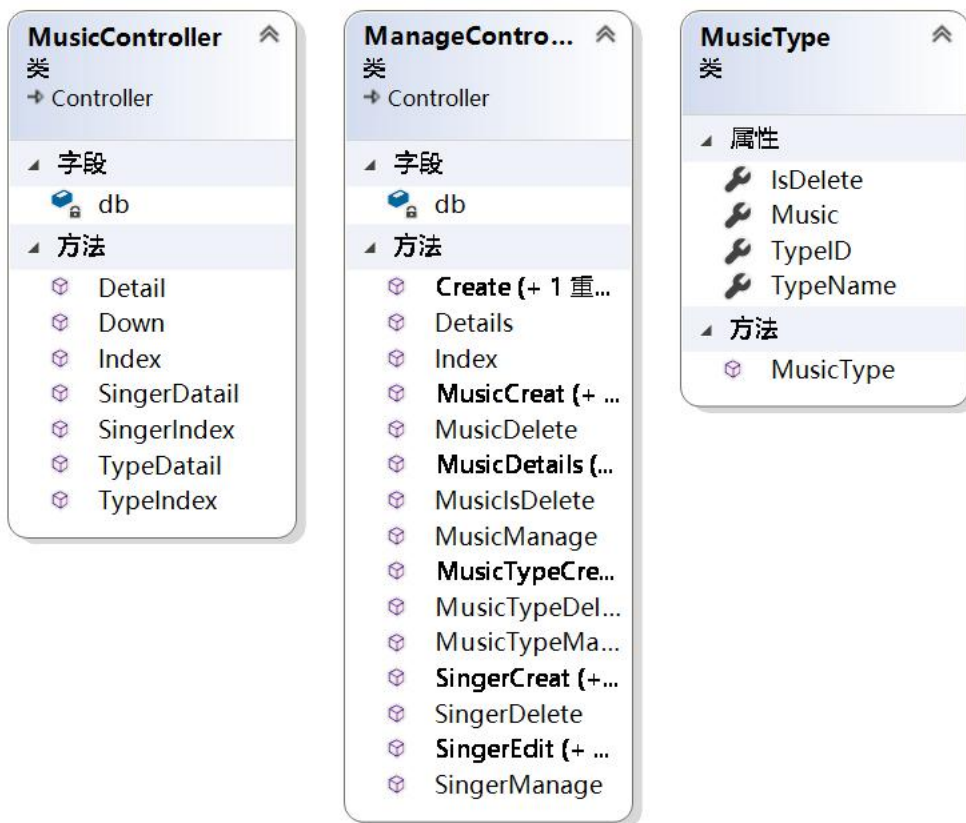 MusicController
类
Controller
字段
db
方法
Detail
Down
Index
SingerDatail
SingerIndex
TypeDatail
TypeIndex
ManageContro...
类
Controller
字段
db
方法
Create (+ 1 重...
Details
Index
MusicCreat (+ ...
MusicDelete
MusicDetails (...
MusicIsDelete
MusicManage
MusicTypeCre...
MusicTypeDel...
MusicTypeMa...
SingerCreat (+...
SingerDelete
SingerEdit (+ ...
SingerManage
MusicType
类
属性
IsDelete
Music
TypeID
TypeName
方法
MusicType